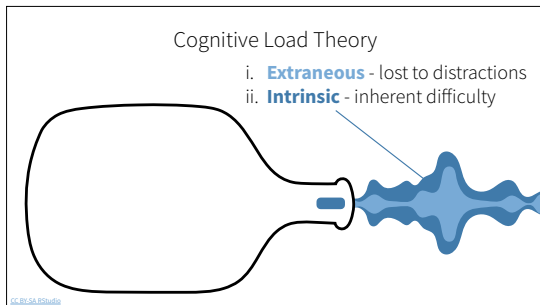 Cognitive Load Theory
i. Extraneous - lost to distractions
ii. Intrinsic - inherent difficulty
CC BY-SA RStudio